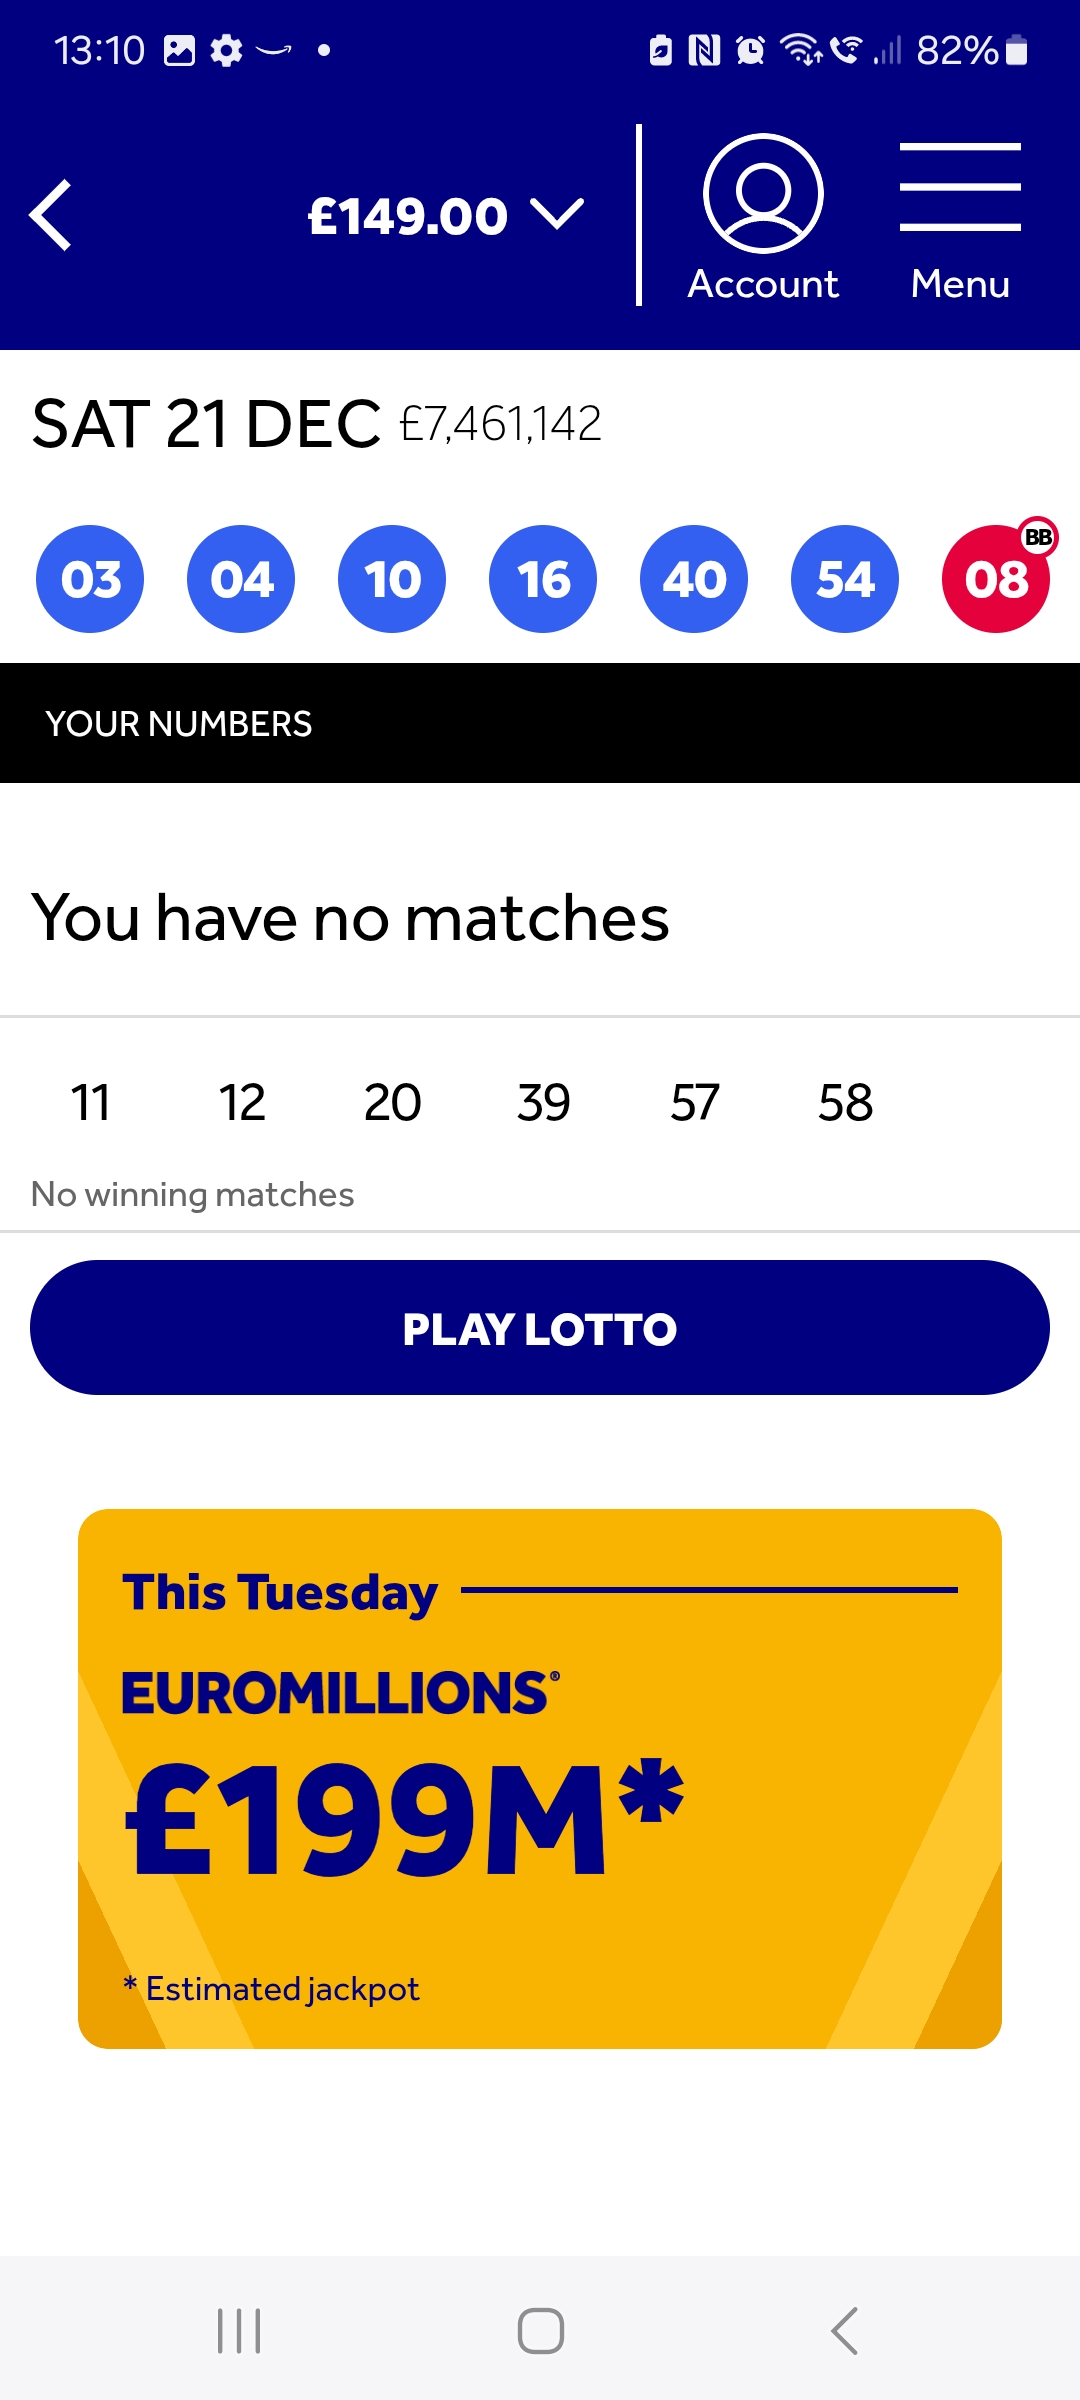 13:10 82%
£149.00
Account Menu
SAT 21 DEC £7,461,142
BB
03 04 10 16 40 54 08
YOUR NUMBERS
You have no matches
11 12 20 39 57 58
No winning matches
PLAY LOTTO
This Tuesday
EUROMILLIONS®
£199M*
* Estimated jackpot